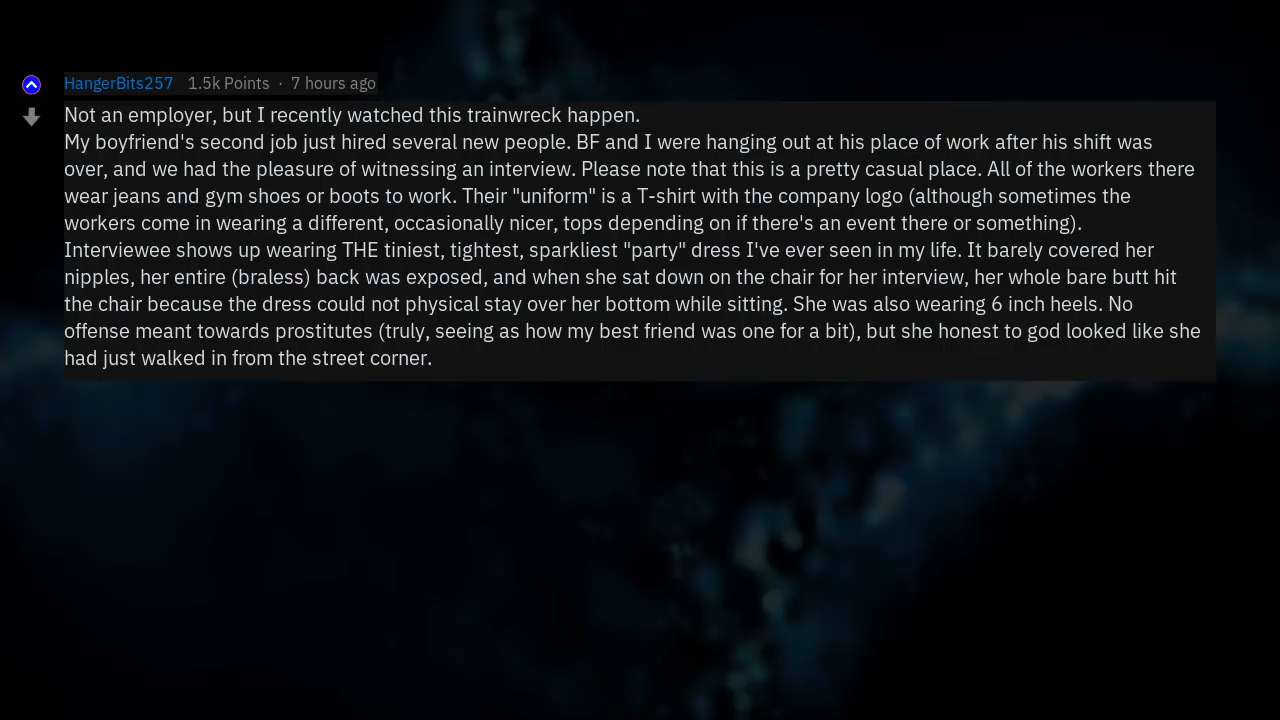 HangerBits257 1.5k Points · 7 hours ago
Not an employer, but I recently watched this trainwreck happen.
My boyfriend's second job just hired several new people. BF and I were hanging out at his place of work after his shift was
over, and we had the pleasure of witnessing an interview. Please note that this is a pretty casual place. All of the workers there
wear jeans and gym shoes or boots to work. Their "uniform" is a T-shirt with the company logo (although sometimes the
workers come in wearing a different, occasionally nicer, tops depending on if there's an event there or something).
Interviewee shows up wearing THE tiniest, tightest, sparkliest "party" dress I've ever seen in my life. It barely covered her
nipples, her entire (braless) back was exposed, and when she sat down on the chair for her interview, her whole bare butt hit
the chair because the dress could not physical stay over her bottom while sitting. She was also wearing 6 inch heels. No
offense meant towards prostitutes (truly, seeing as how my best friend was one for a bit), but she honest to god looked like she
had just walked in from the street corner.